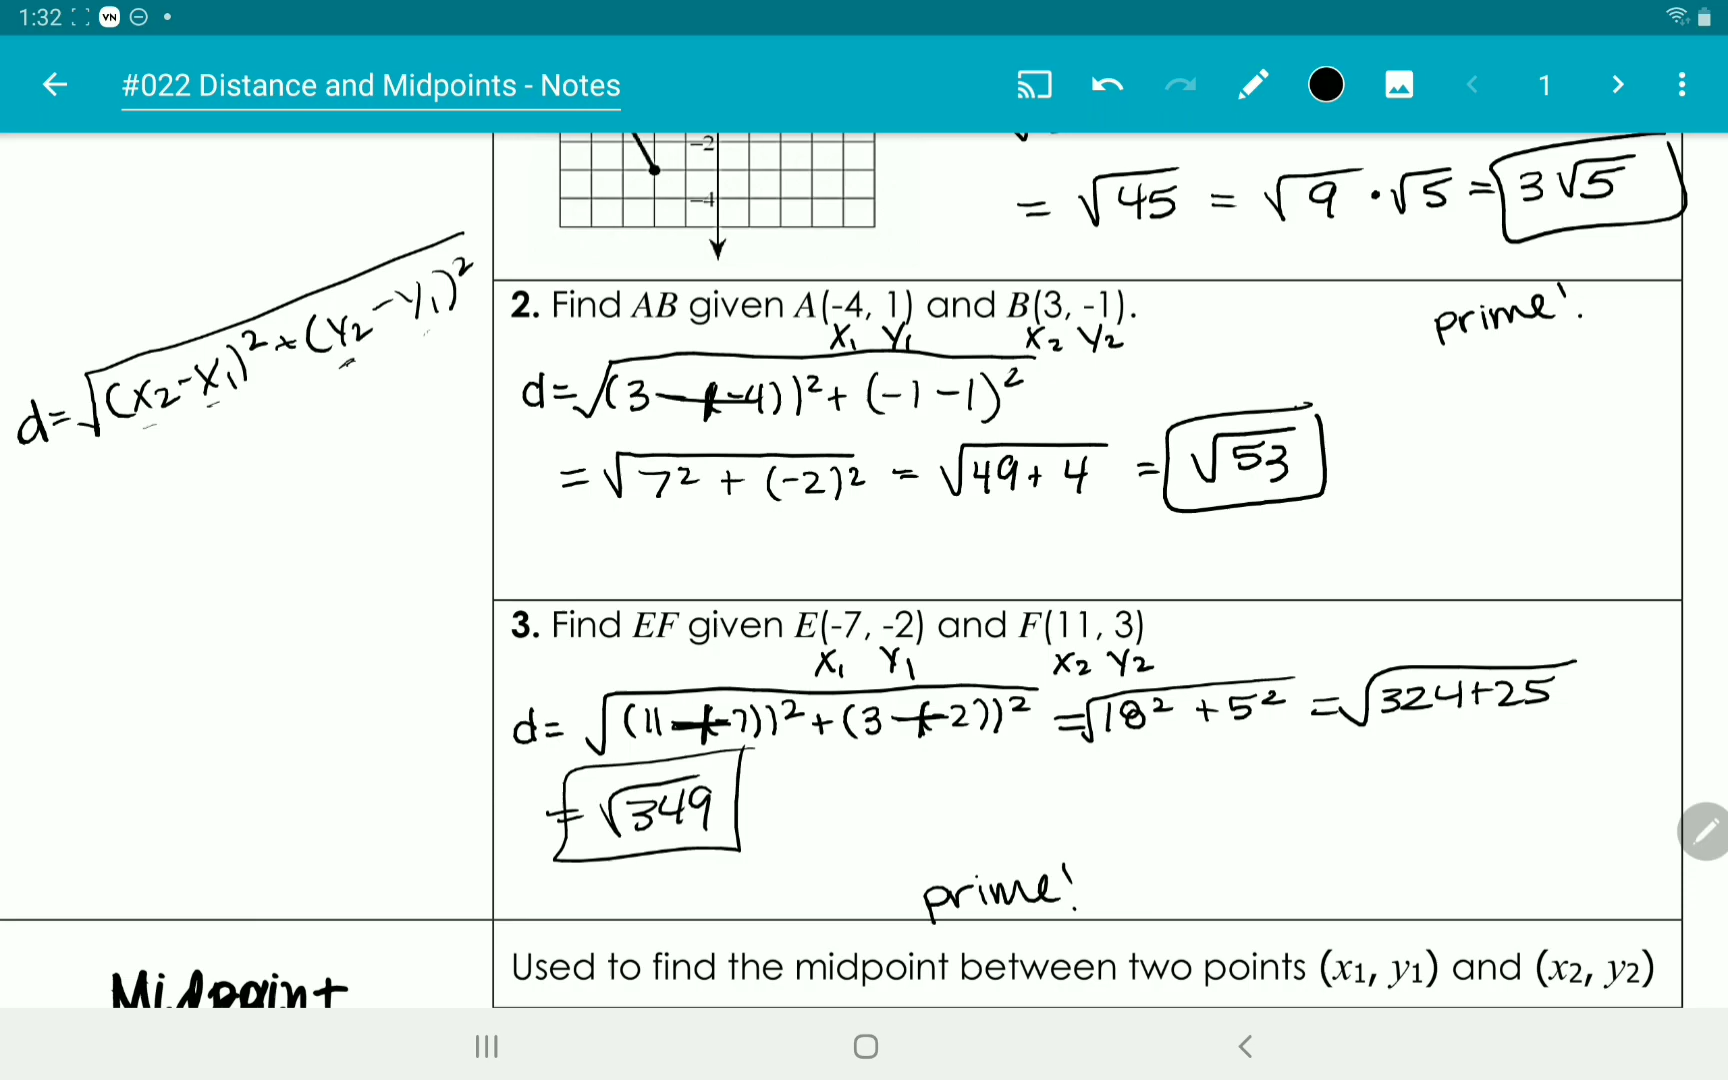 1:32 VN
#022 Distance and Midpoints - Notes 1
-2
-4
= √45 = √9 · √5 = 3√5
d=√(x₂-x₁)²+(y₂-y₁)²
2. Find AB given A(-4, 1) and B(3, -1).
prime!
x₁ y₁ x₂ y₂
d=√(3-(-4))²+(-1-1)²
=√7²+(-2)² = √49+4 = √53
3. Find EF given E(-7, -2) and F(11, 3)
x₁ y₁ x₂ y₂
d= √(11-(-7))²+(3-(-2))² =√18²+5² =√324+25
= √349
prime!
Midpoint
Used to find the midpoint between two points (x1, y1) and (x2, y2)